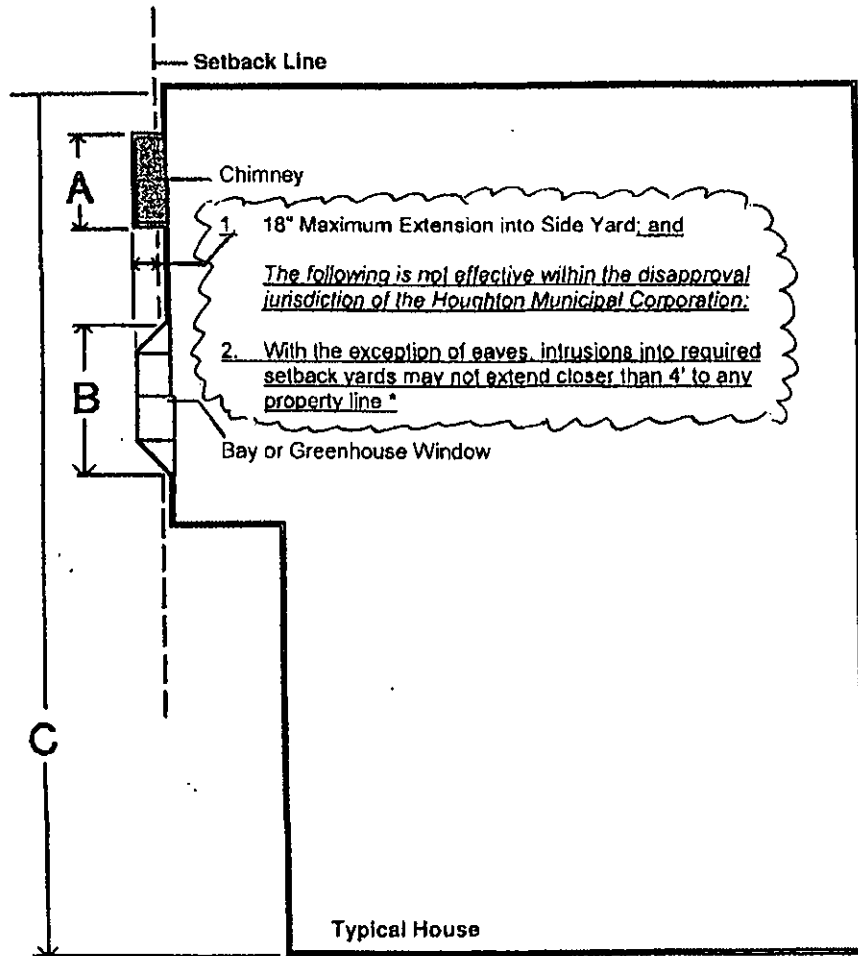 Setback Line
A
Chimney
1. 18" Maximum Extension into Side Yard; and
The following is not effective within the disapproval
jurisdiction of the Houghton Municipal Corporation:
2. With the exception of eaves, intrusions into required
setback yards may not extend closer than 4' to any
property line *
B
Bay or Greenhouse Window
C
Typical House